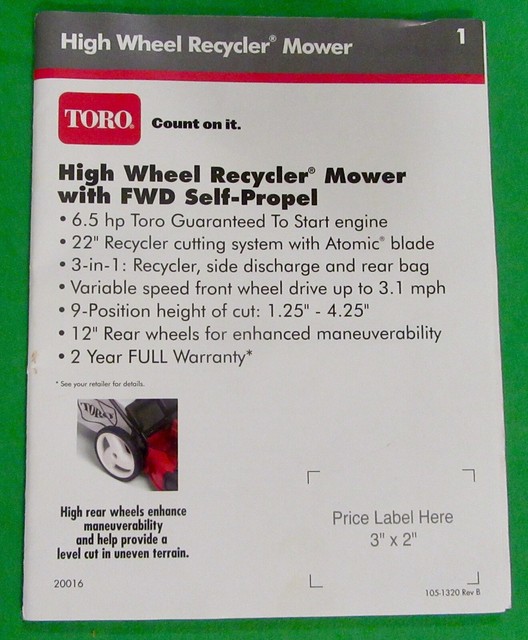 High Wheel Recycler® Mower 1
TORO® Count on it.
High Wheel Recycler® Mower
with FWD Self-Propel
• 6.5 hp Toro Guaranteed To Start engine
• 22" Recycler cutting system with Atomic® blade
• 3-in-1: Recycler, side discharge and rear bag
• Variable speed front wheel drive up to 3.1 mph
• 9-Position height of cut: 1.25" - 4.25"
• 12" Rear wheels for enhanced maneuverability
• 2 Year FULL Warranty*
* See your retailer for details.
TORO
High rear wheels enhance
maneuverability
and help provide a
level cut in uneven terrain.
Price Label Here
3" x 2"
20016
105-1320 Rev B